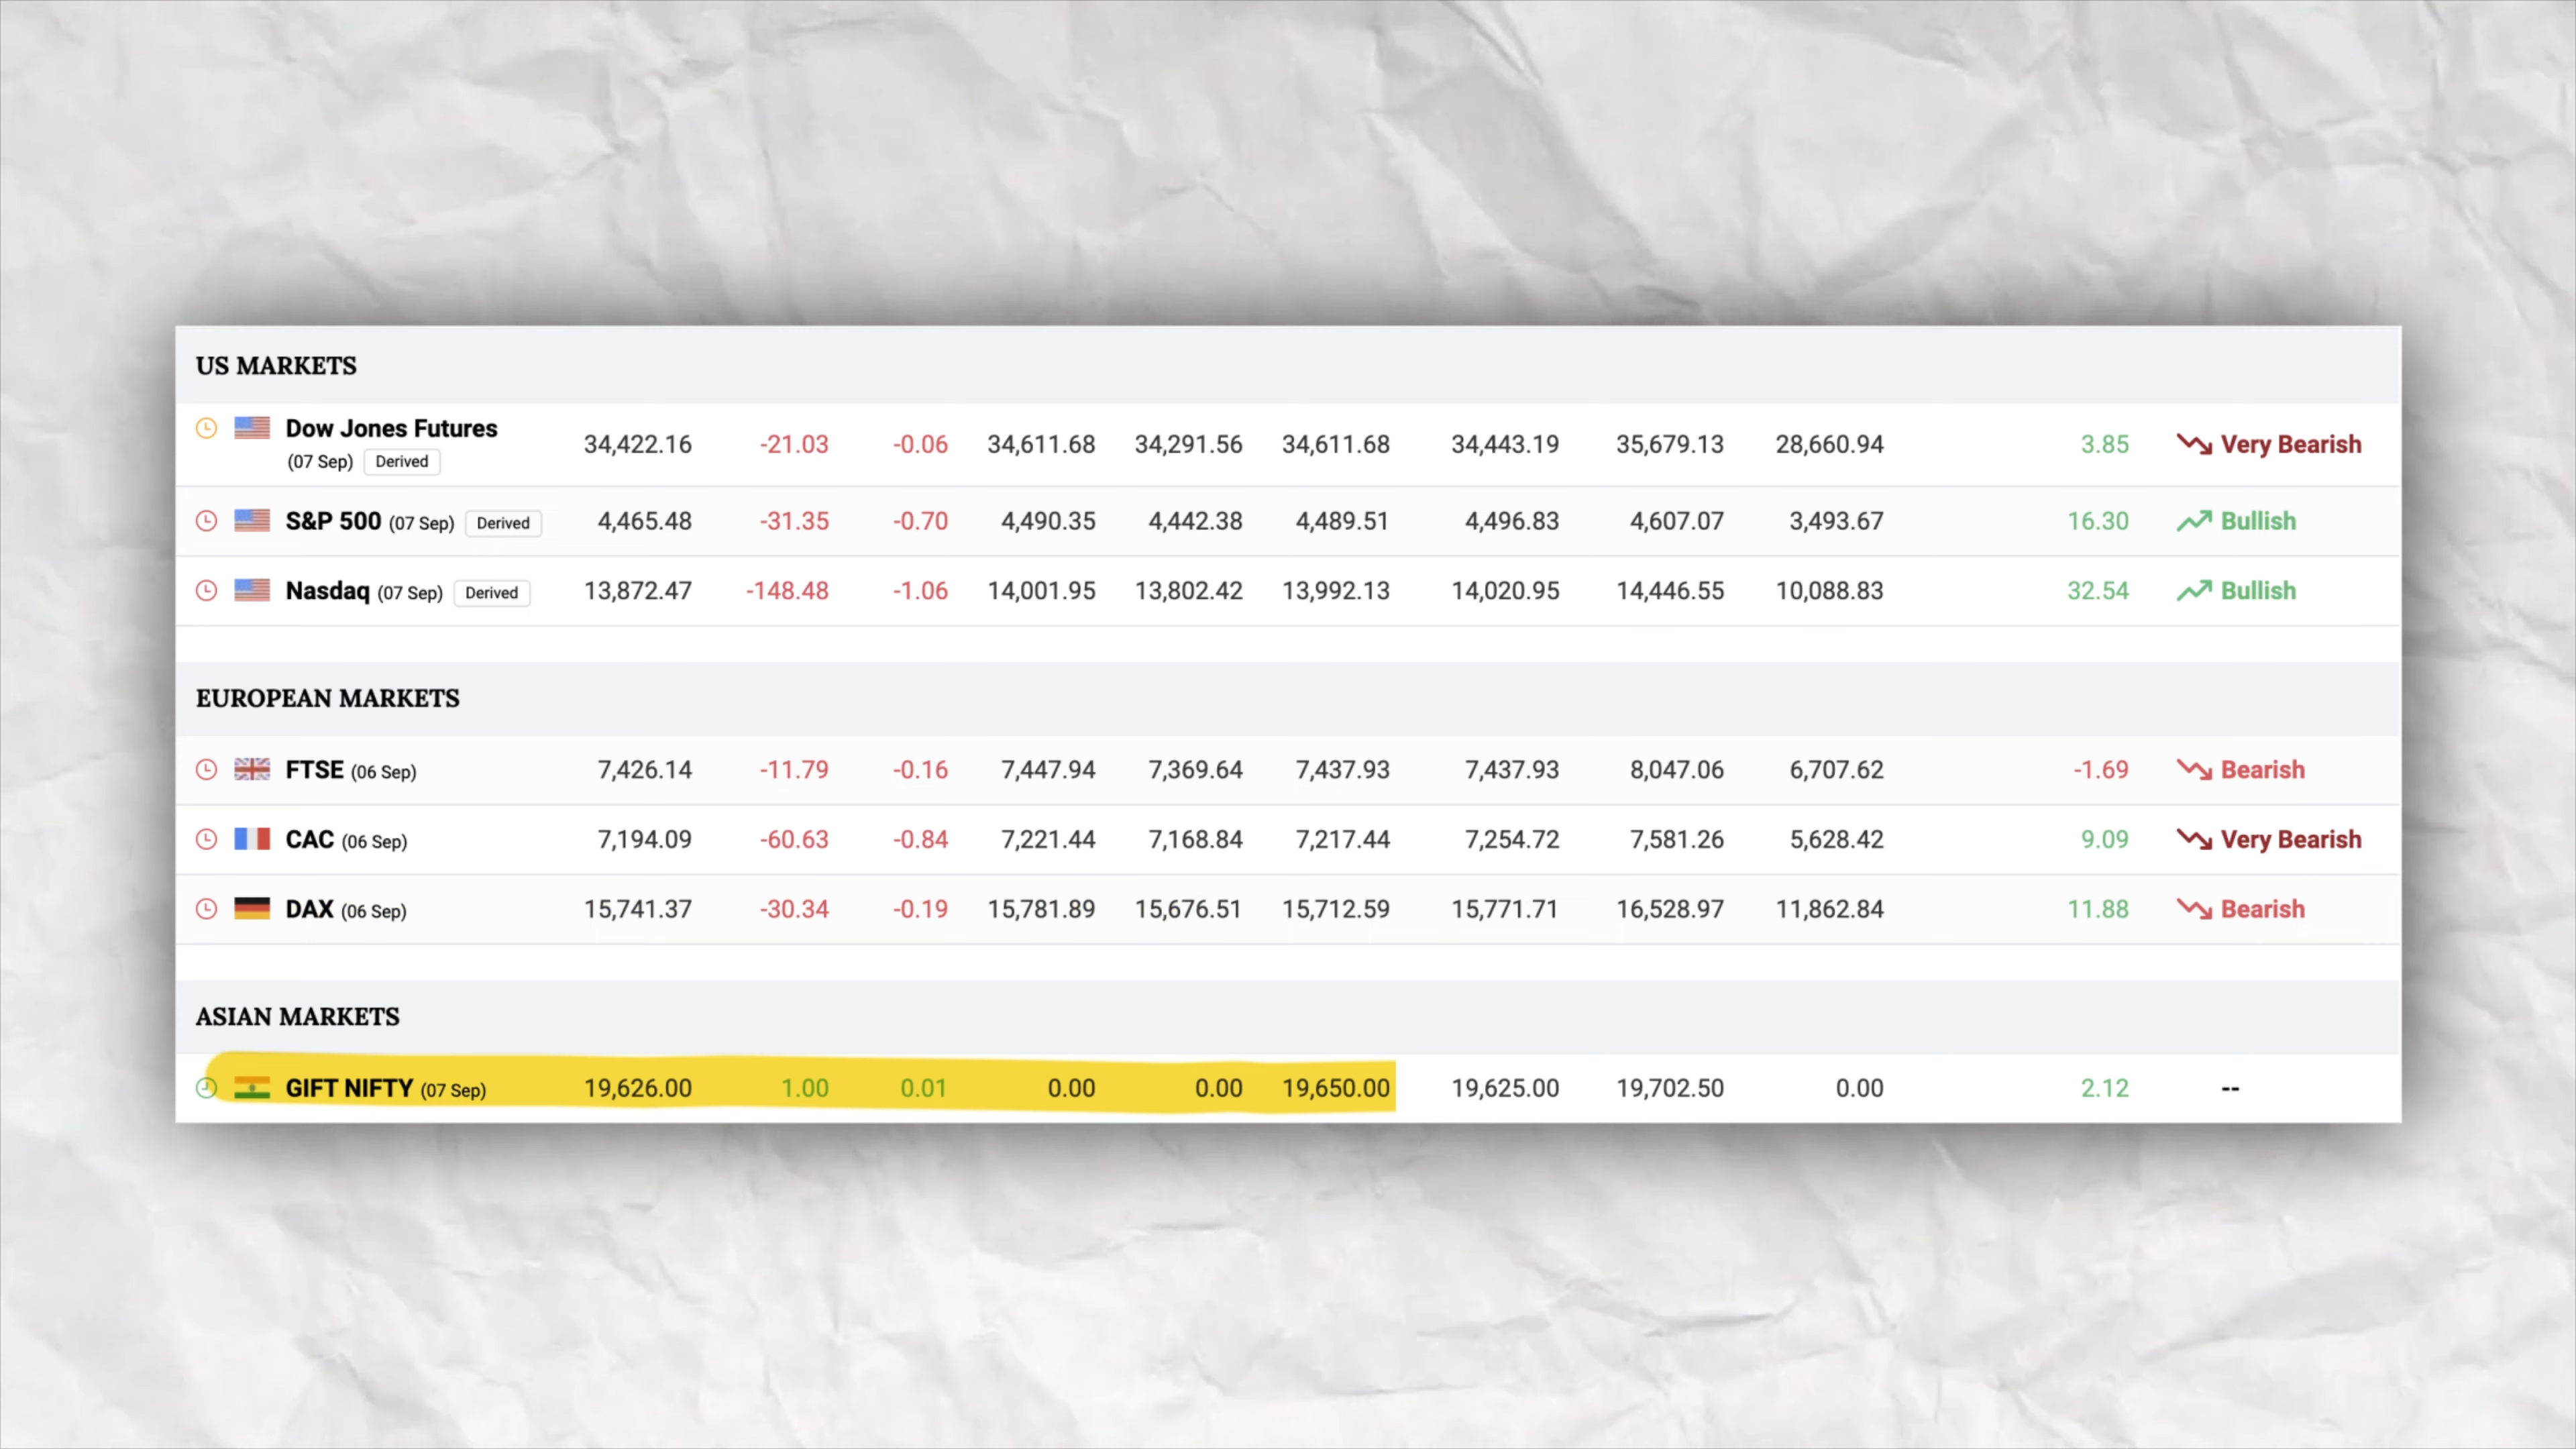 US MARKETS
Dow Jones Futures 34,422.16 -21.03 -0.06 34,611.68 34,291.56 34,611.68 34,443.19 35,679.13 28,660.94 3.85 Very Bearish
(07 Sep) Derived
S&P 500 (07 Sep) Derived 4,465.48 -31.35 -0.70 4,490.35 4,442.38 4,489.51 4,496.83 4,607.07 3,493.67 16.30 Bullish
Nasdaq (07 Sep) Derived 13,872.47 -148.48 -1.06 14,001.95 13,802.42 13,992.13 14,020.95 14,446.55 10,088.83 32.54 Bullish
EUROPEAN MARKETS
FTSE (06 Sep) 7,426.14 -11.79 -0.16 7,447.94 7,369.64 7,437.93 7,437.93 8,047.06 6,707.62 -1.69 Bearish
CAC (06 Sep) 7,194.09 -60.63 -0.84 7,221.44 7,168.84 7,217.44 7,254.72 7,581.26 5,628.42 9.09 Very Bearish
DAX (06 Sep) 15,741.37 -30.34 -0.19 15,781.89 15,676.51 15,712.59 15,771.71 16,528.97 11,862.84 11.88 Bearish
ASIAN MARKETS
GIFT NIFTY (07 Sep) 19,626.00 1.00 0.01 0.00 0.00 19,650.00 19,625.00 19,702.50 0.00 2.12 --